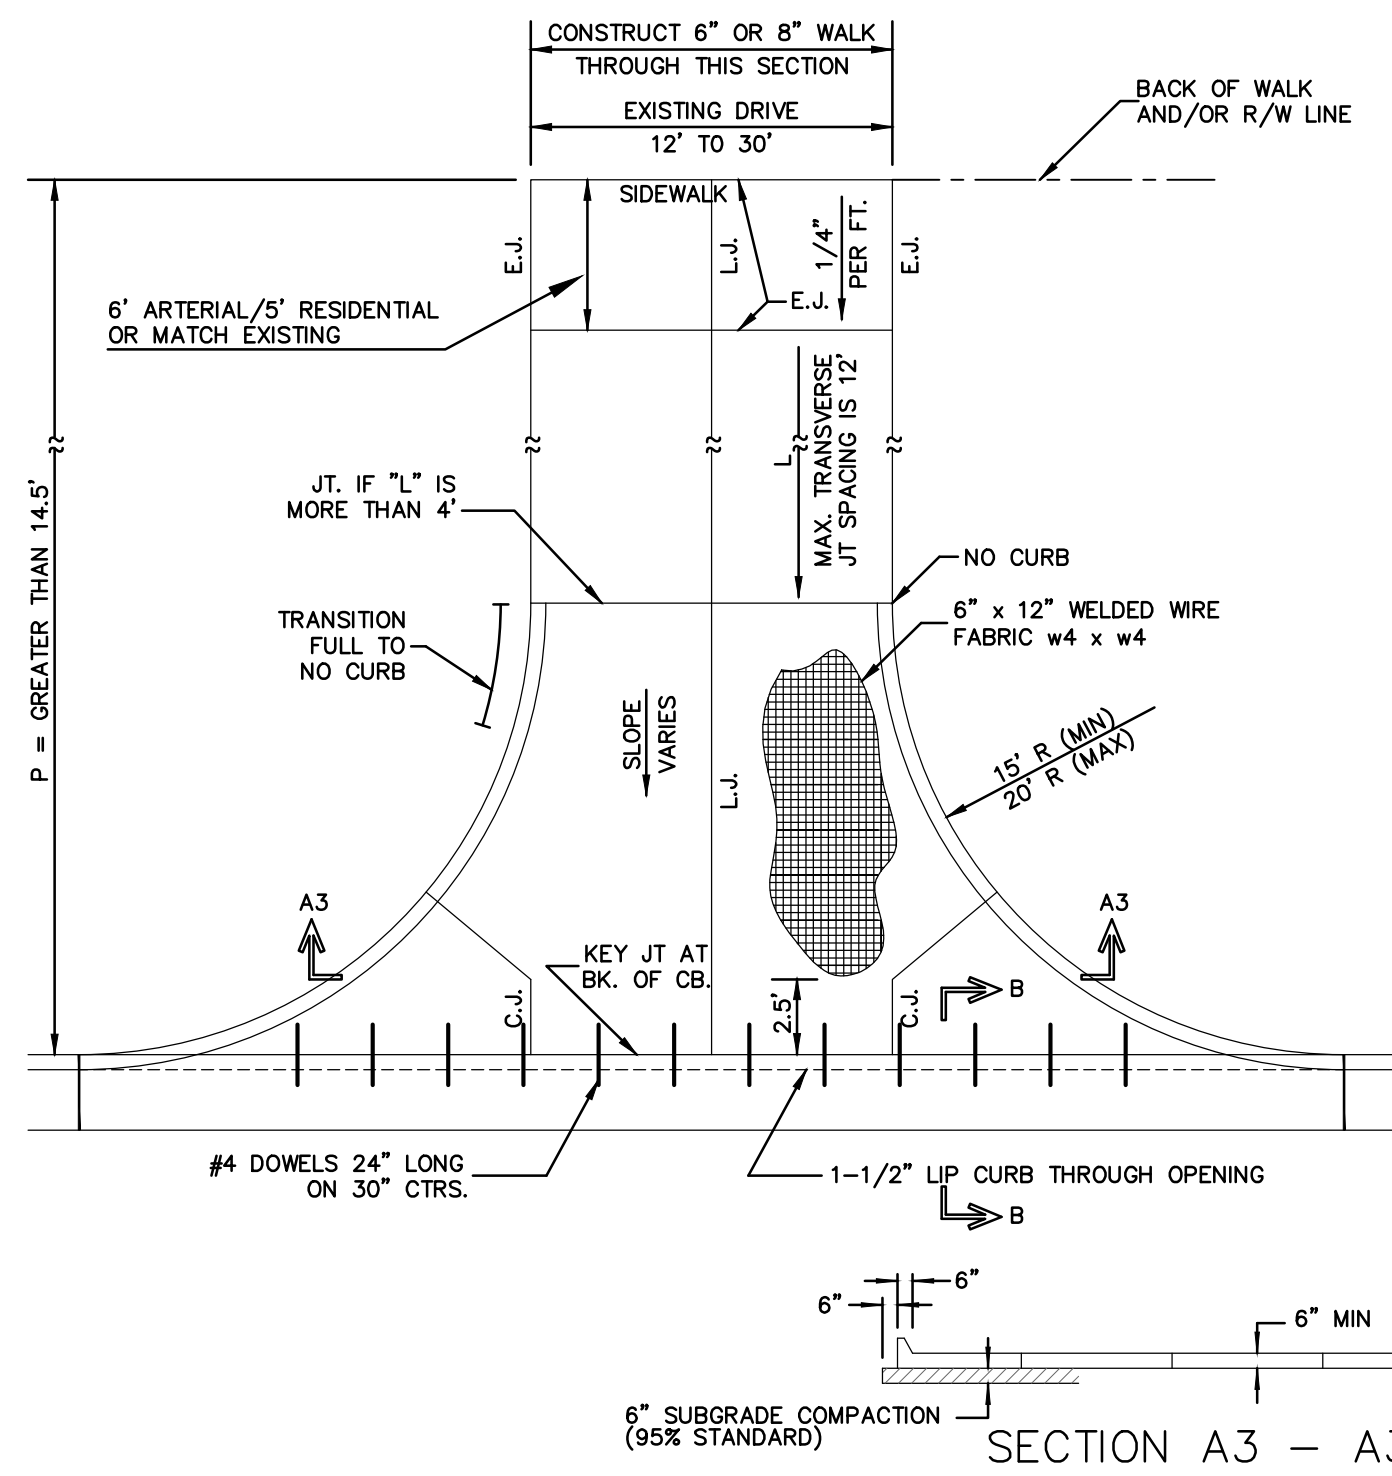 CONSTRUCT 6” OR 8” WALK
THROUGH THIS SECTION
EXISTING DRIVE
12’ TO 30’
BACK OF WALK
AND/OR R/W LINE
SIDEWALK
E.J.
L.J.
1/4”
PER FT.
E.J.
E.J.
6’ ARTERIAL/5’ RESIDENTIAL
OR MATCH EXISTING
L
MAX. TRANSVERSE
JT SPACING IS 12’
JT. IF ”L” IS
MORE THAN 4’
P = GREATER THAN 14.5’
NO CURB
6” x 12” WELDED WIRE
FABRIC w4 x w4
TRANSITION
FULL TO
NO CURB
SLOPE
VARIES
L.J.
15’ R (MIN)
20’ R (MAX)
A3
A3
KEY JT AT
BK. OF CB.
C.J.
2.5’
C.J.
B
#4 DOWELS 24” LONG
ON 30” CTRS.
1-1/2” LIP CURB THROUGH OPENING
B
6”
6”
6” MIN
6” SUBGRADE COMPACTION
(95% STANDARD)
SECTION A3 – A3